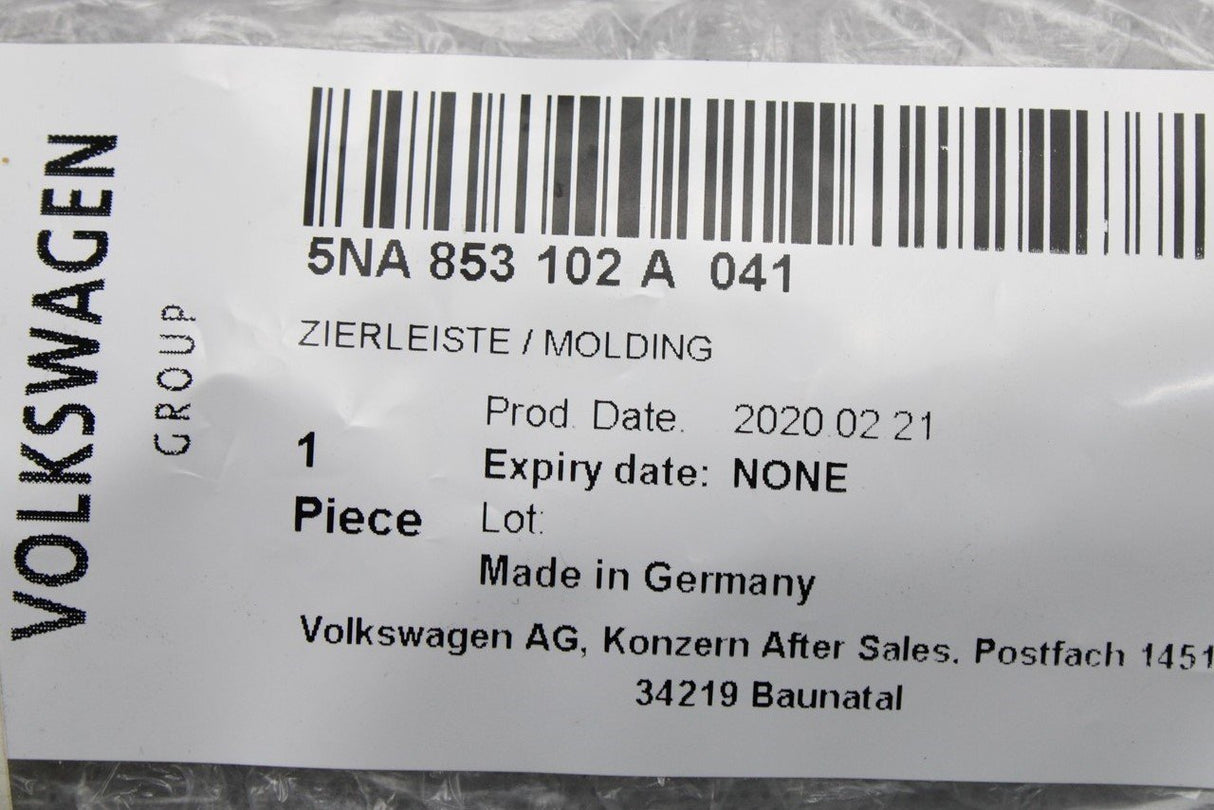 VOLKSWAGEN
GROUP
5NA 853 102 A 041
ZIERLEISTE / MOLDING
Prod. Date. 2020.02 21
1
Expiry date: NONE
Piece
Lot:
Made in Germany
Volkswagen AG, Konzern After Sales. Postfach 1451
34219 Baunatal